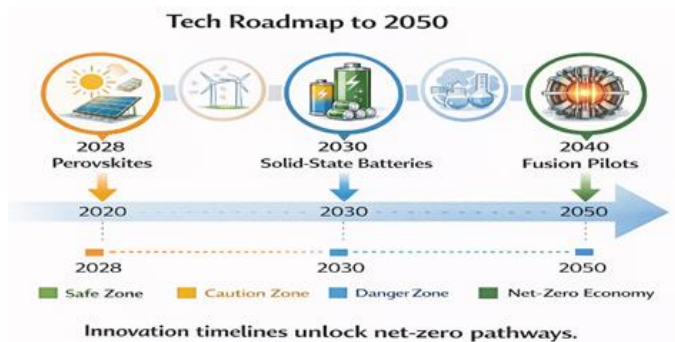 Tech Roadmap to 2050
2028 2030 2040
Perovskites Solid-State Batteries Fusion Pilots
2020 2030 2050
2028 2030 2050
Safe Zone Caution Zone Danger Zone Net-Zero Economy
Innovation timelines unlock net-zero pathways.